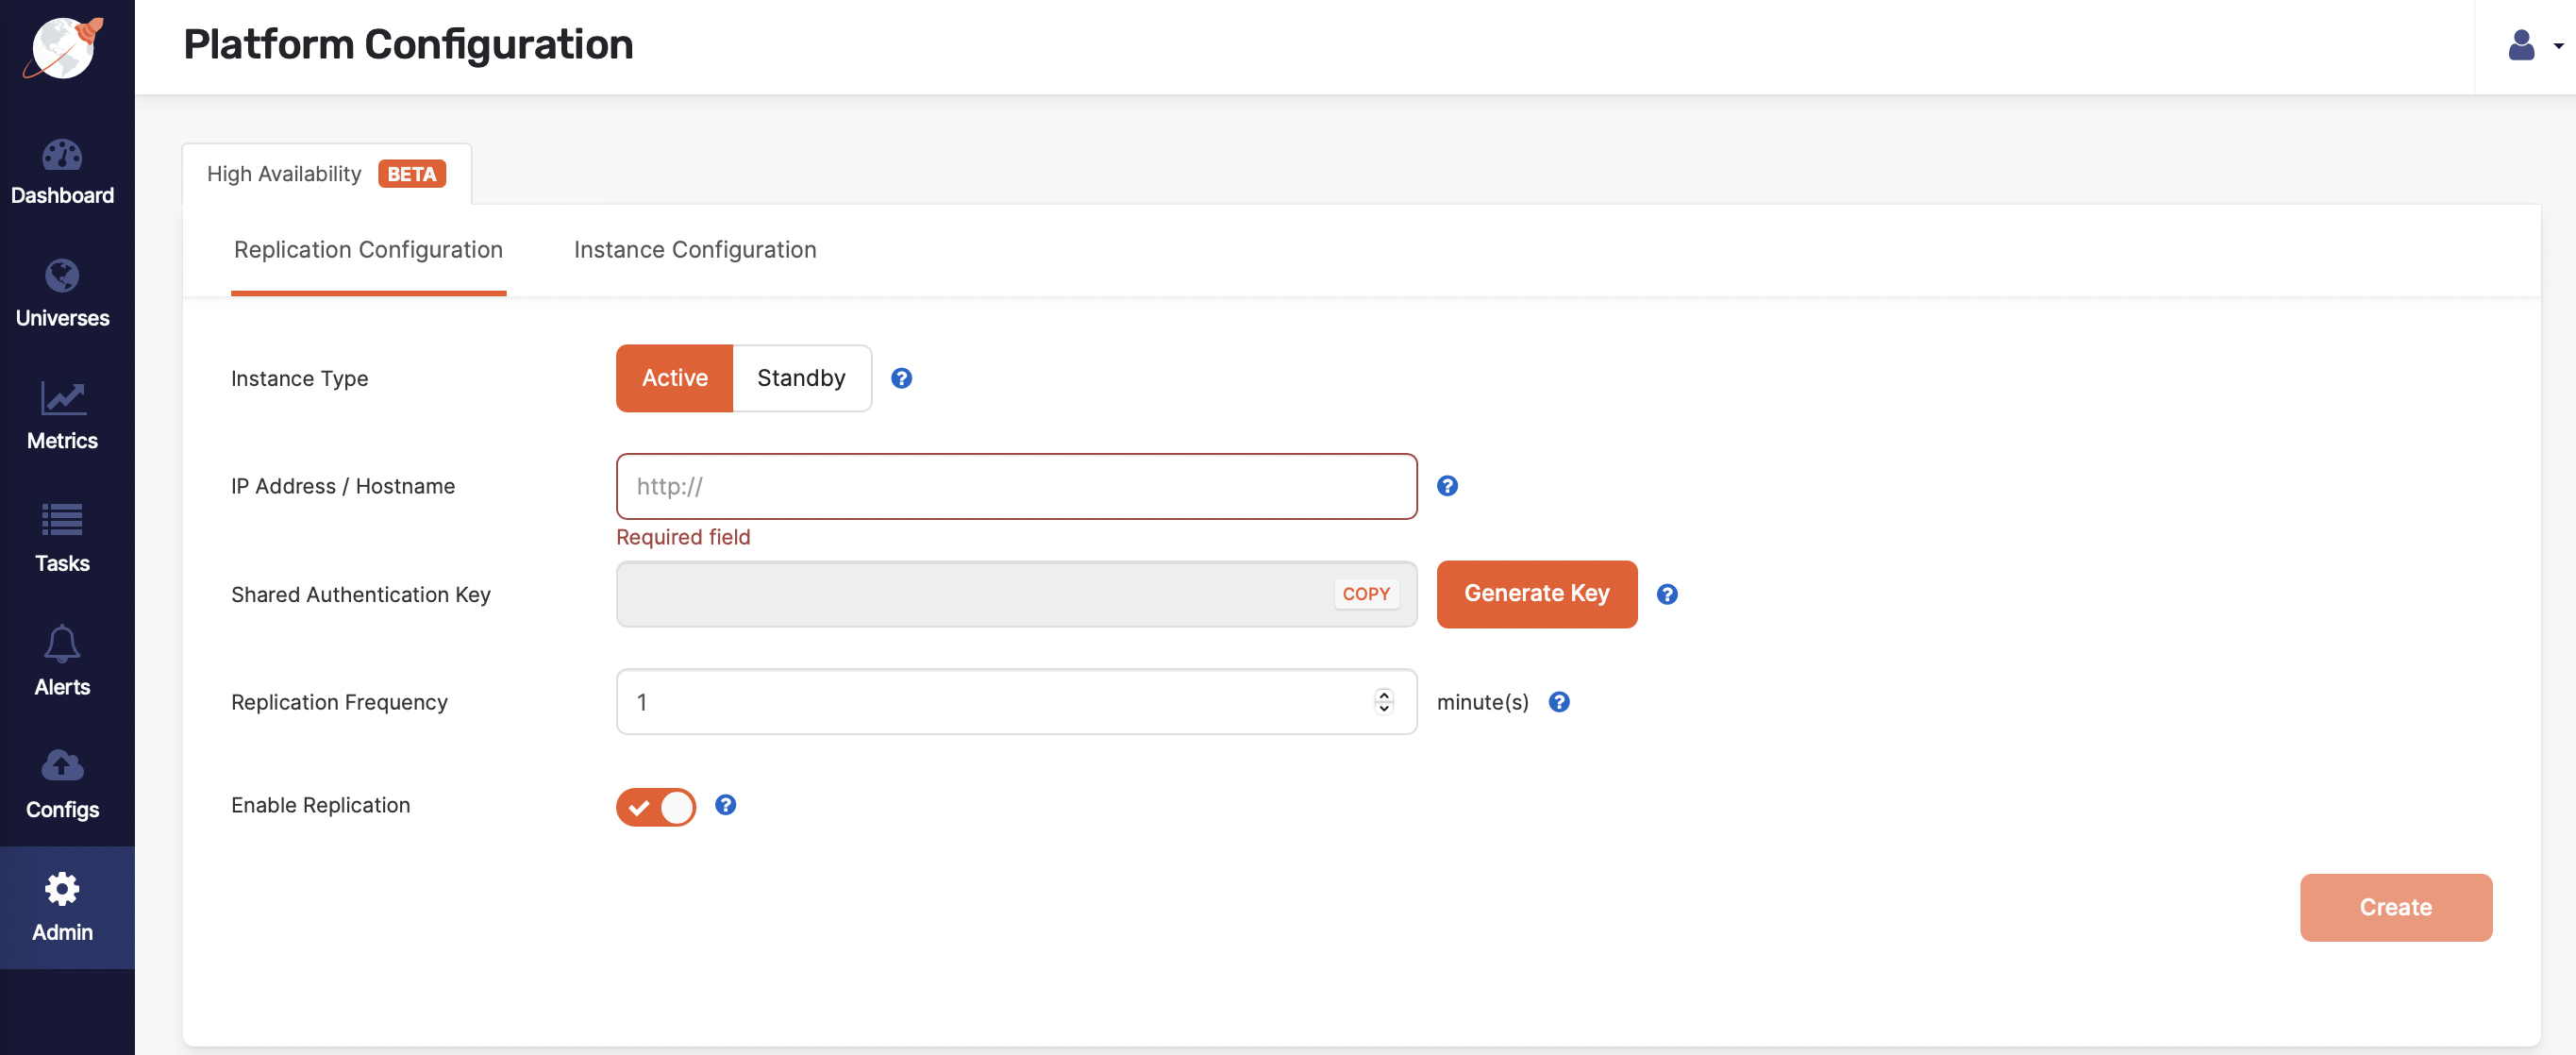 Platform Configuration
Dashboard
Universes
Metrics
Tasks
Alerts
Configs
Admin
High Availability BETA
Replication Configuration Instance Configuration
Instance Type Active Standby ?
IP Address / Hostname http:// ?
Required field
Shared Authentication Key COPY Generate Key ?
Replication Frequency 1 minute(s) ?
Enable Replication ?
Create